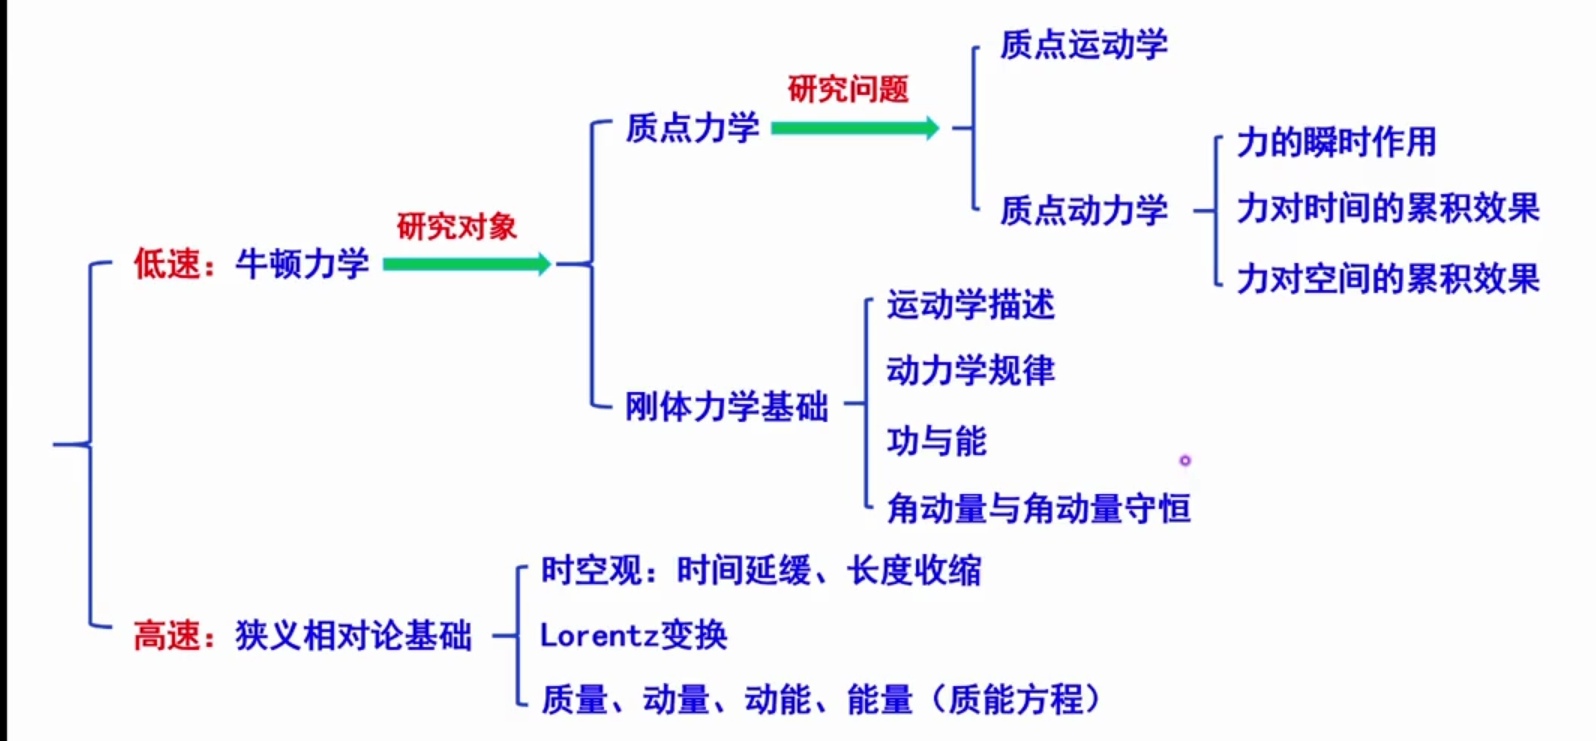 质点运动学
研究问题
质点力学
力的瞬时作用
质点动力学
力对时间的累积效果
力对空间的累积效果
研究对象
低速：牛顿力学
运动学描述
动力学规律
刚体力学基础
功与能
角动量与角动量守恒
时空观：时间延缓、长度收缩
高速：狭义相对论基础
Lorentz变换
质量、动量、动能、能量（质能方程）